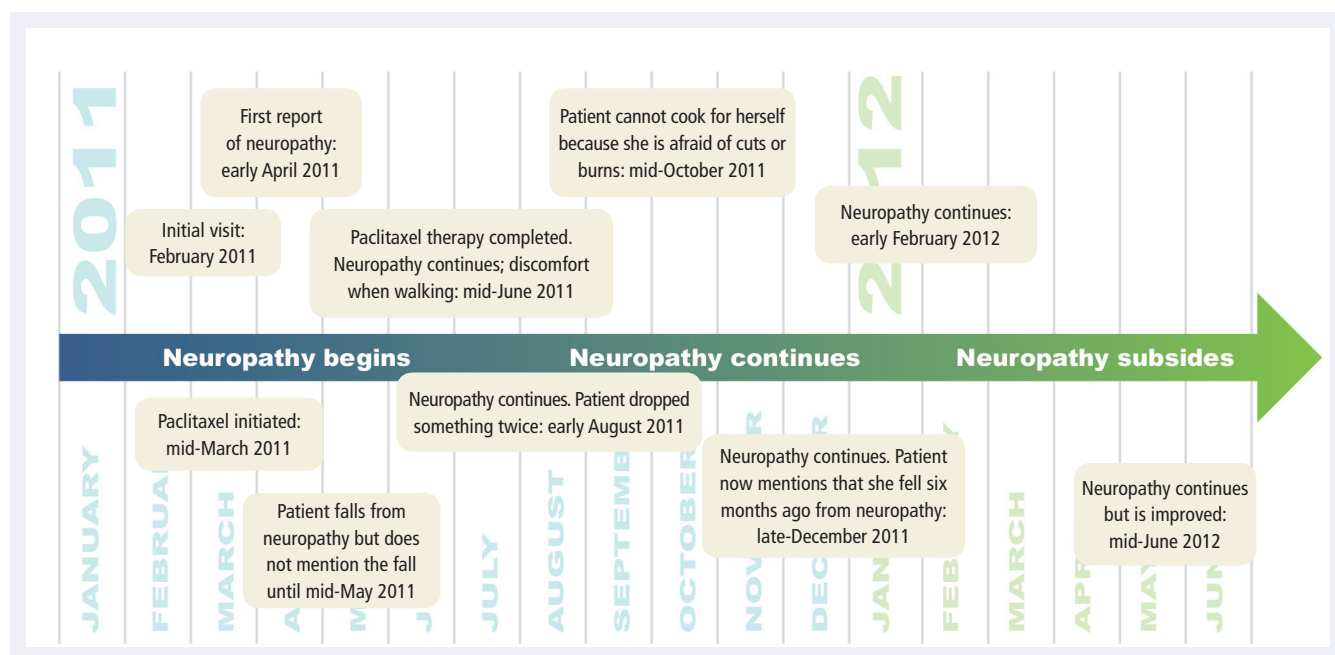 2011
2012
First report
of neuropathy:
early April 2011
Patient cannot cook for herself
because she is afraid of cuts or
burns: mid-October 2011
Initial visit:
February 2011
Paclitaxel therapy completed.
Neuropathy continues; discomfort
when walking: mid-June 2011
Neuropathy continues:
early February 2012
Neuropathy begins
Neuropathy continues
Neuropathy subsides
Paclitaxel initiated:
mid-March 2011
Neuropathy continues. Patient dropped
something twice: early August 2011
Patient falls from
neuropathy but does
not mention the fall
until mid-May 2011
Neuropathy continues. Patient
now mentions that she fell six
months ago from neuropathy:
late-December 2011
Neuropathy continues
but is improved:
mid-June 2012
JANUARY
FEBRUARY
MARCH
JULY
AUGUST
SEPTEMBER
OCTOBER
NOVEMBER
DECEMBER
JANUARY
FEBRUARY
MARCH
APRIL
MAY
JUNE